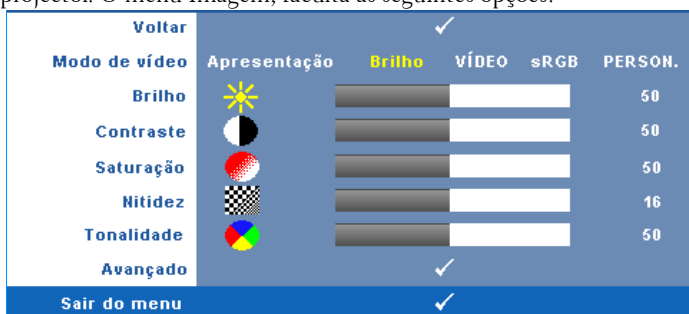 projector. O menu Imagem, faculta as seguintes opções:
Voltar
Modo de vídeo Apresentação Brilho VÍDEO sRGB PERSON.
Brilho 50
Contraste 50
Saturação 50
Nitidez 16
Tonalidade 50
Avançado
Sair do menu